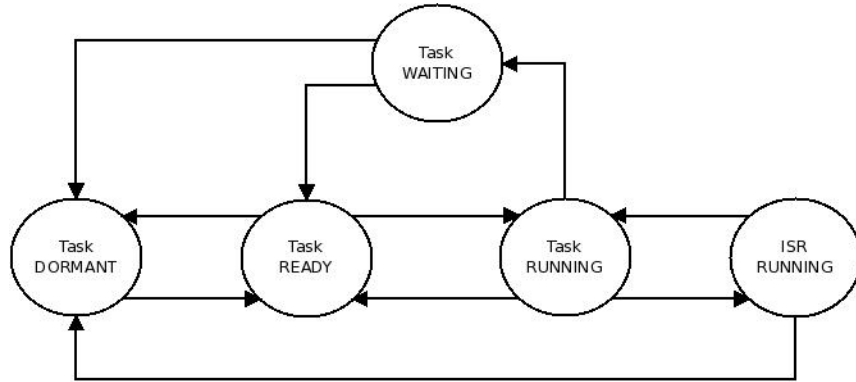 Task
WAITING
Task
DORMANT
Task
READY
Task
RUNNING
ISR
RUNNING